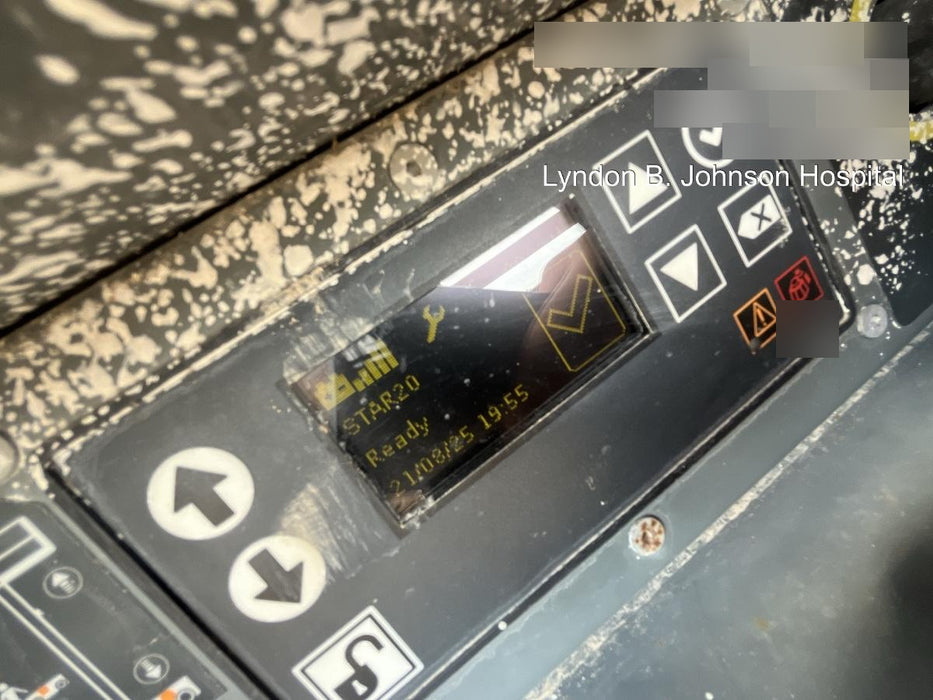 Lyndon B. Johnson Hospital
STAR20
Ready
21/08/25 19:55